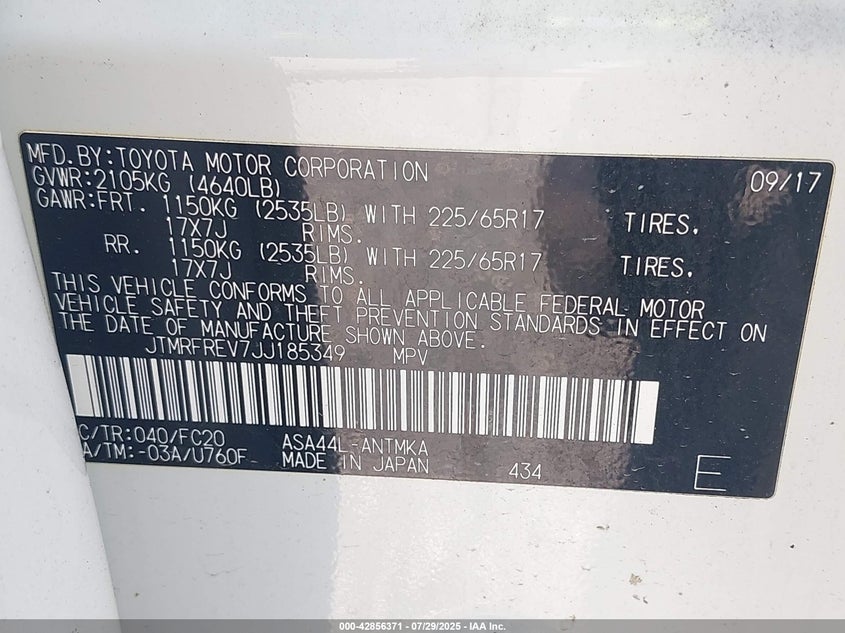 MFD.BY:TOYOTA MOTOR CORPORATION 09/17
GVWR:2105KG (4640LB)
GAWR:FRT. 1150KG (2535LB) WITH 225/65R17 TIRES.
17X7J RIMS.
RR. 1150KG (2535LB) WITH 225/65R17 TIRES.
17X7J RIMS.
THIS VEHICLE CONFORMS TO ALL APPLICABLE FEDERAL MOTOR
VEHICLE SAFETY AND THEFT PREVENTION STANDARDS IN EFFECT ON
THE DATE OF MANUFACTURE SHOWN ABOVE.
JTMRFREV7JJ185349 MPV
C/TR:040/FC20 ASA44L-ANTMKA
A/TM:-03A/U760F MADE IN JAPAN 434 E
000-42856371 | 07/29/2025 - IAA Inc.